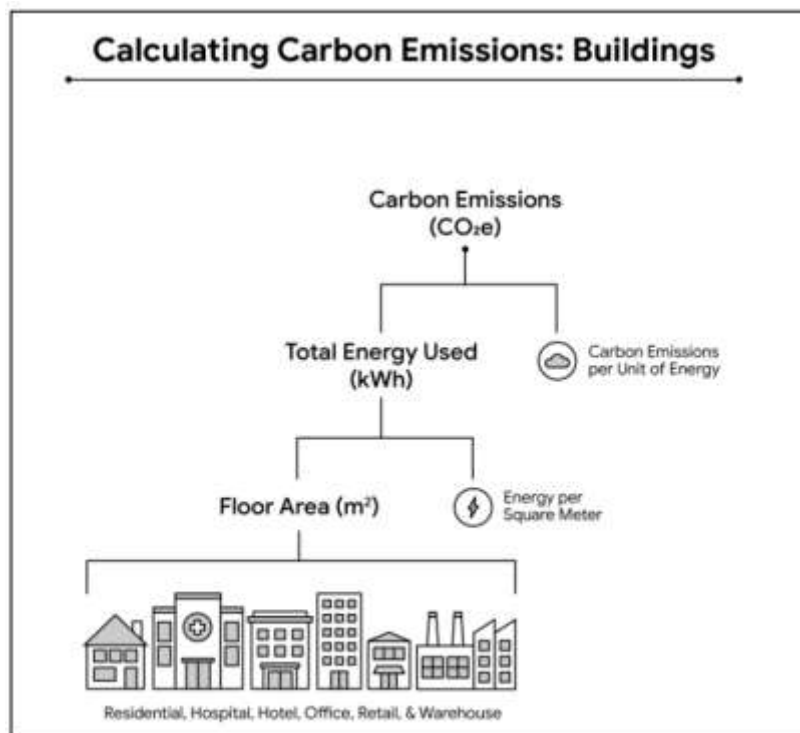 Calculating Carbon Emissions: Buildings
Carbon Emissions
(CO₂e)
Total Energy Used
(kWh)
Carbon Emissions
per Unit of Energy
Floor Area (m²)
Energy per
Square Meter
Residential, Hospital, Hotel, Office, Retail, & Warehouse